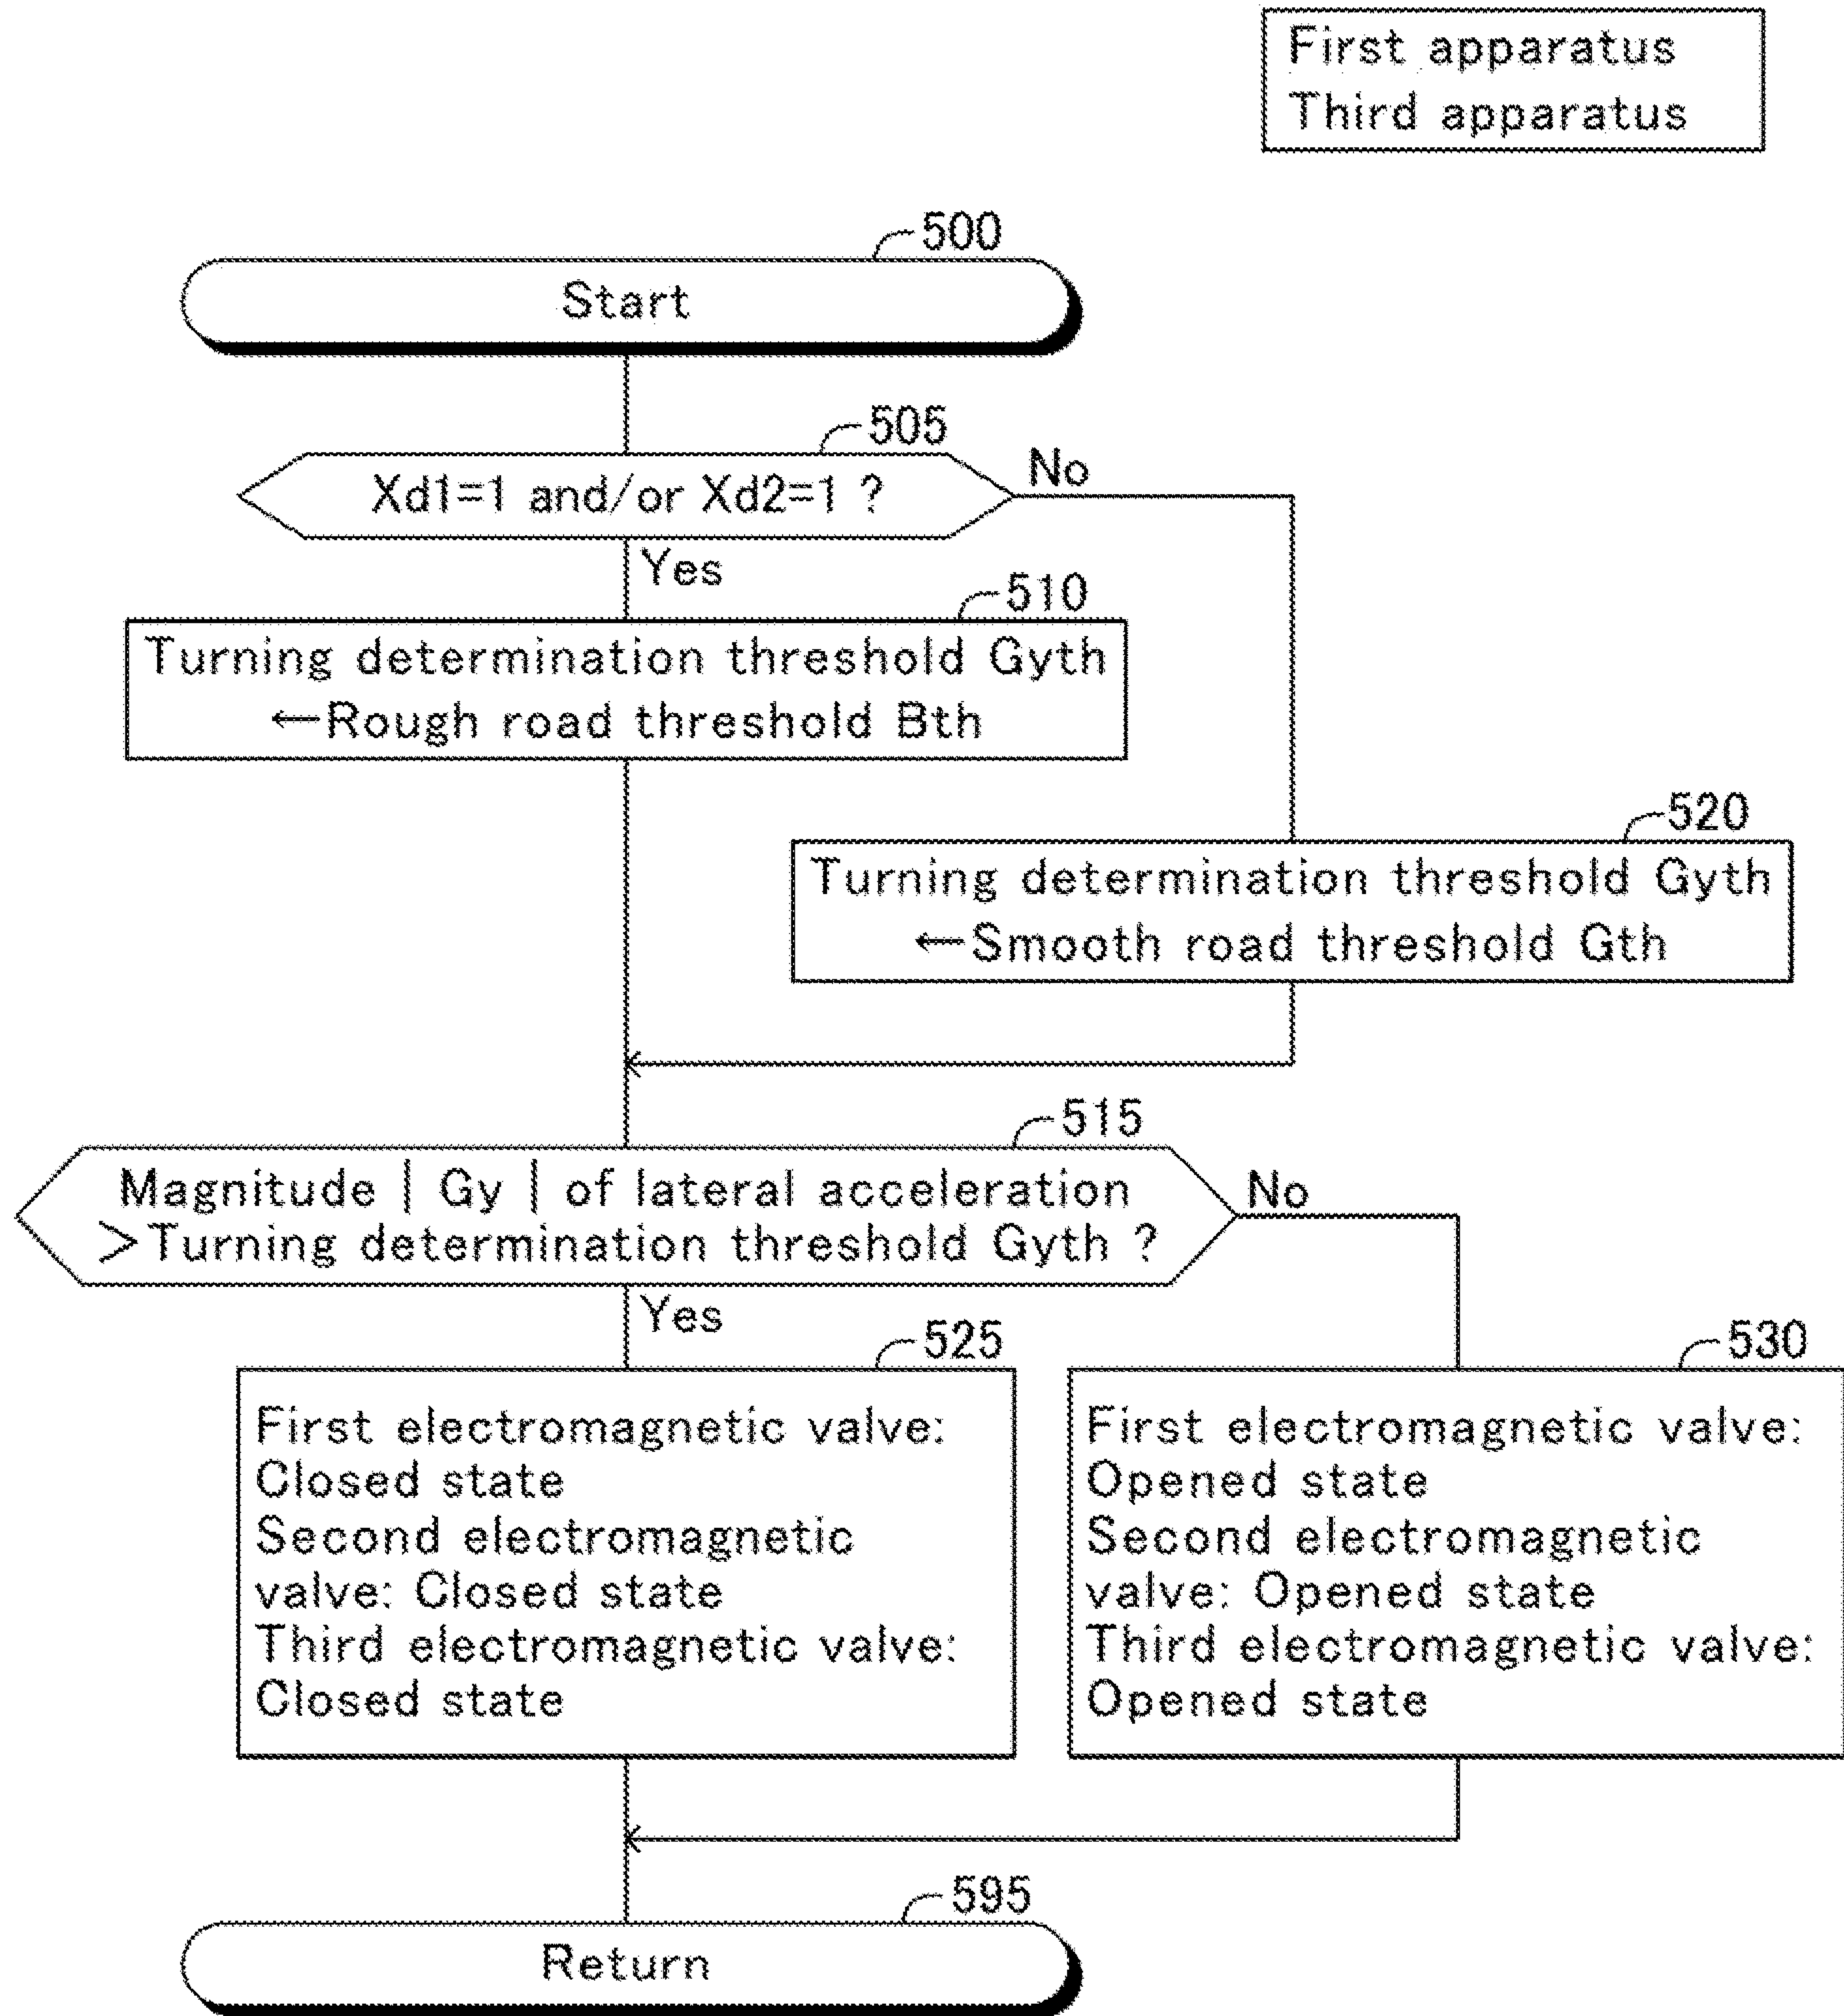 First apparatus
Third apparatus
500
Start
505
Xd1=1 and/or Xd2=1 ?
No
Yes
510
Turning determination threshold Gyth
←Rough road threshold Bth
520
Turning determination threshold Gyth
←Smooth road threshold Gth
515
Magnitude | Gy | of lateral acceleration
>Turning determination threshold Gyth ?
No
Yes
525
First electromagnetic valve:
Closed state
Second electromagnetic
valve: Closed state
Third electromagnetic valve:
Closed state
530
First electromagnetic valve:
Opened state
Second electromagnetic
valve: Opened state
Third electromagnetic valve:
Opened state
595
Return